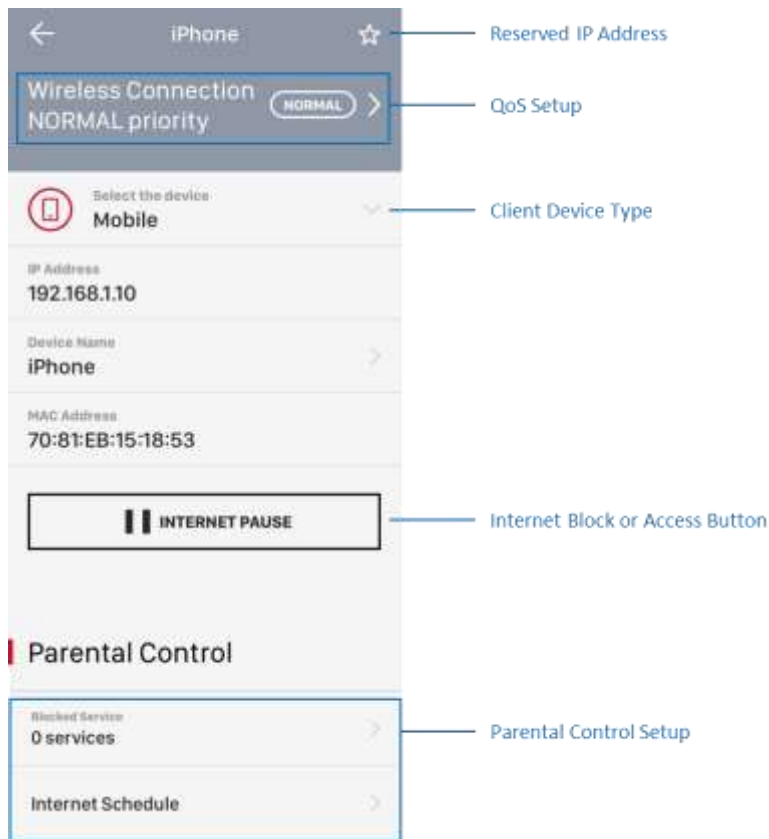 iPhone
Reserved IP Address
Wireless Connection
NORMAL priority
NORMAL
QoS Setup
Select the device
Mobile
Client Device Type
IP Address
192.168.1.10
Device Name
iPhone
MAC Address
70:81:EB:15:18:53
INTERNET PAUSE
Internet Block or Access Button
Parental Control
Blocked Service
0 services
Parental Control Setup
Internet Schedule